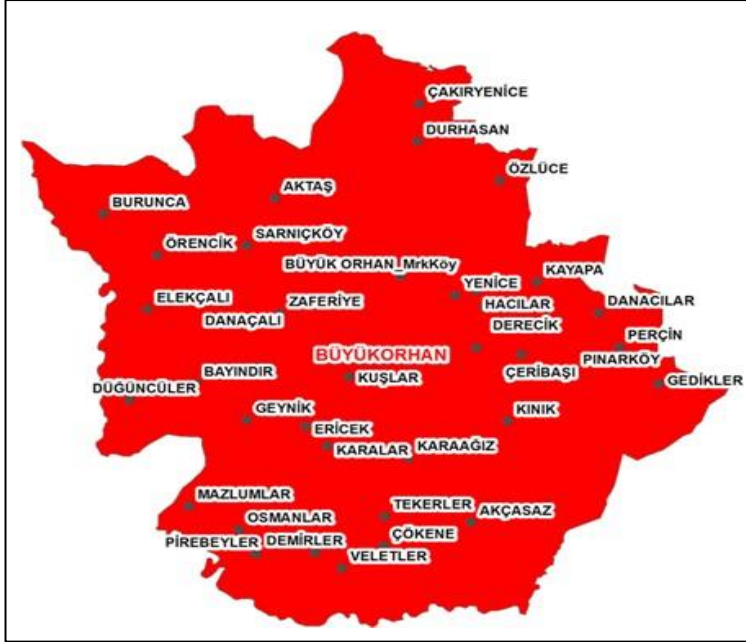 ÇAKIRYENİCE
DURHASAN
ÖZLÜCE
AKTAŞ
BURUNCA
SARNIÇKÖY
ÖRENCİK
BÜYÜK ORHAN_MrkKöy
KAYAPA
YENİCE
ELEKÇALI
ZAFERİYE
HACILAR
DANACILAR
DANAÇALI
DERECİK
PERÇİN
BÜYÜKORHAN
PINARKÖY
ÇERİBAŞI
BAYINDIR
KUŞLAR
GEDİKLER
DÜĞÜNCÜLER
GEYNİK
KINIK
ERİCEK
KARALAR
KARAAĞIZ
MAZLUMLAR
TEKERLER
AKÇASAZ
OSMANLAR
PİREBEYLER
DEMİRLER
ÇÖKENE
VELETLER